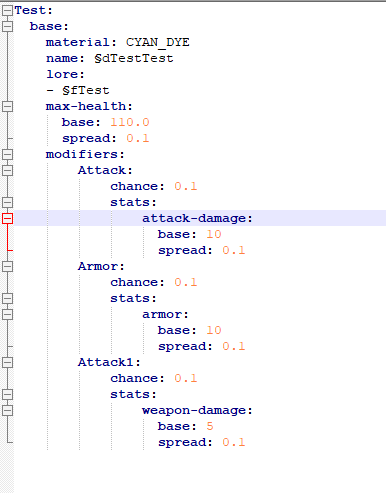 Test:
  base:
    material: CYAN_DYE
    name: §dTestTest
    lore:
    - §fTest
    max-health:
      base: 110.0
      spread: 0.1
    modifiers:
        Attack:
            chance: 0.1
            stats:
                attack-damage:
                  base: 10
                  spread: 0.1
        Armor:
            chance: 0.1
            stats:
                armor:
                  base: 10
                  spread: 0.1
        Attack1:
            chance: 0.1
            stats:
                weapon-damage:
                  base: 5
                  spread: 0.1